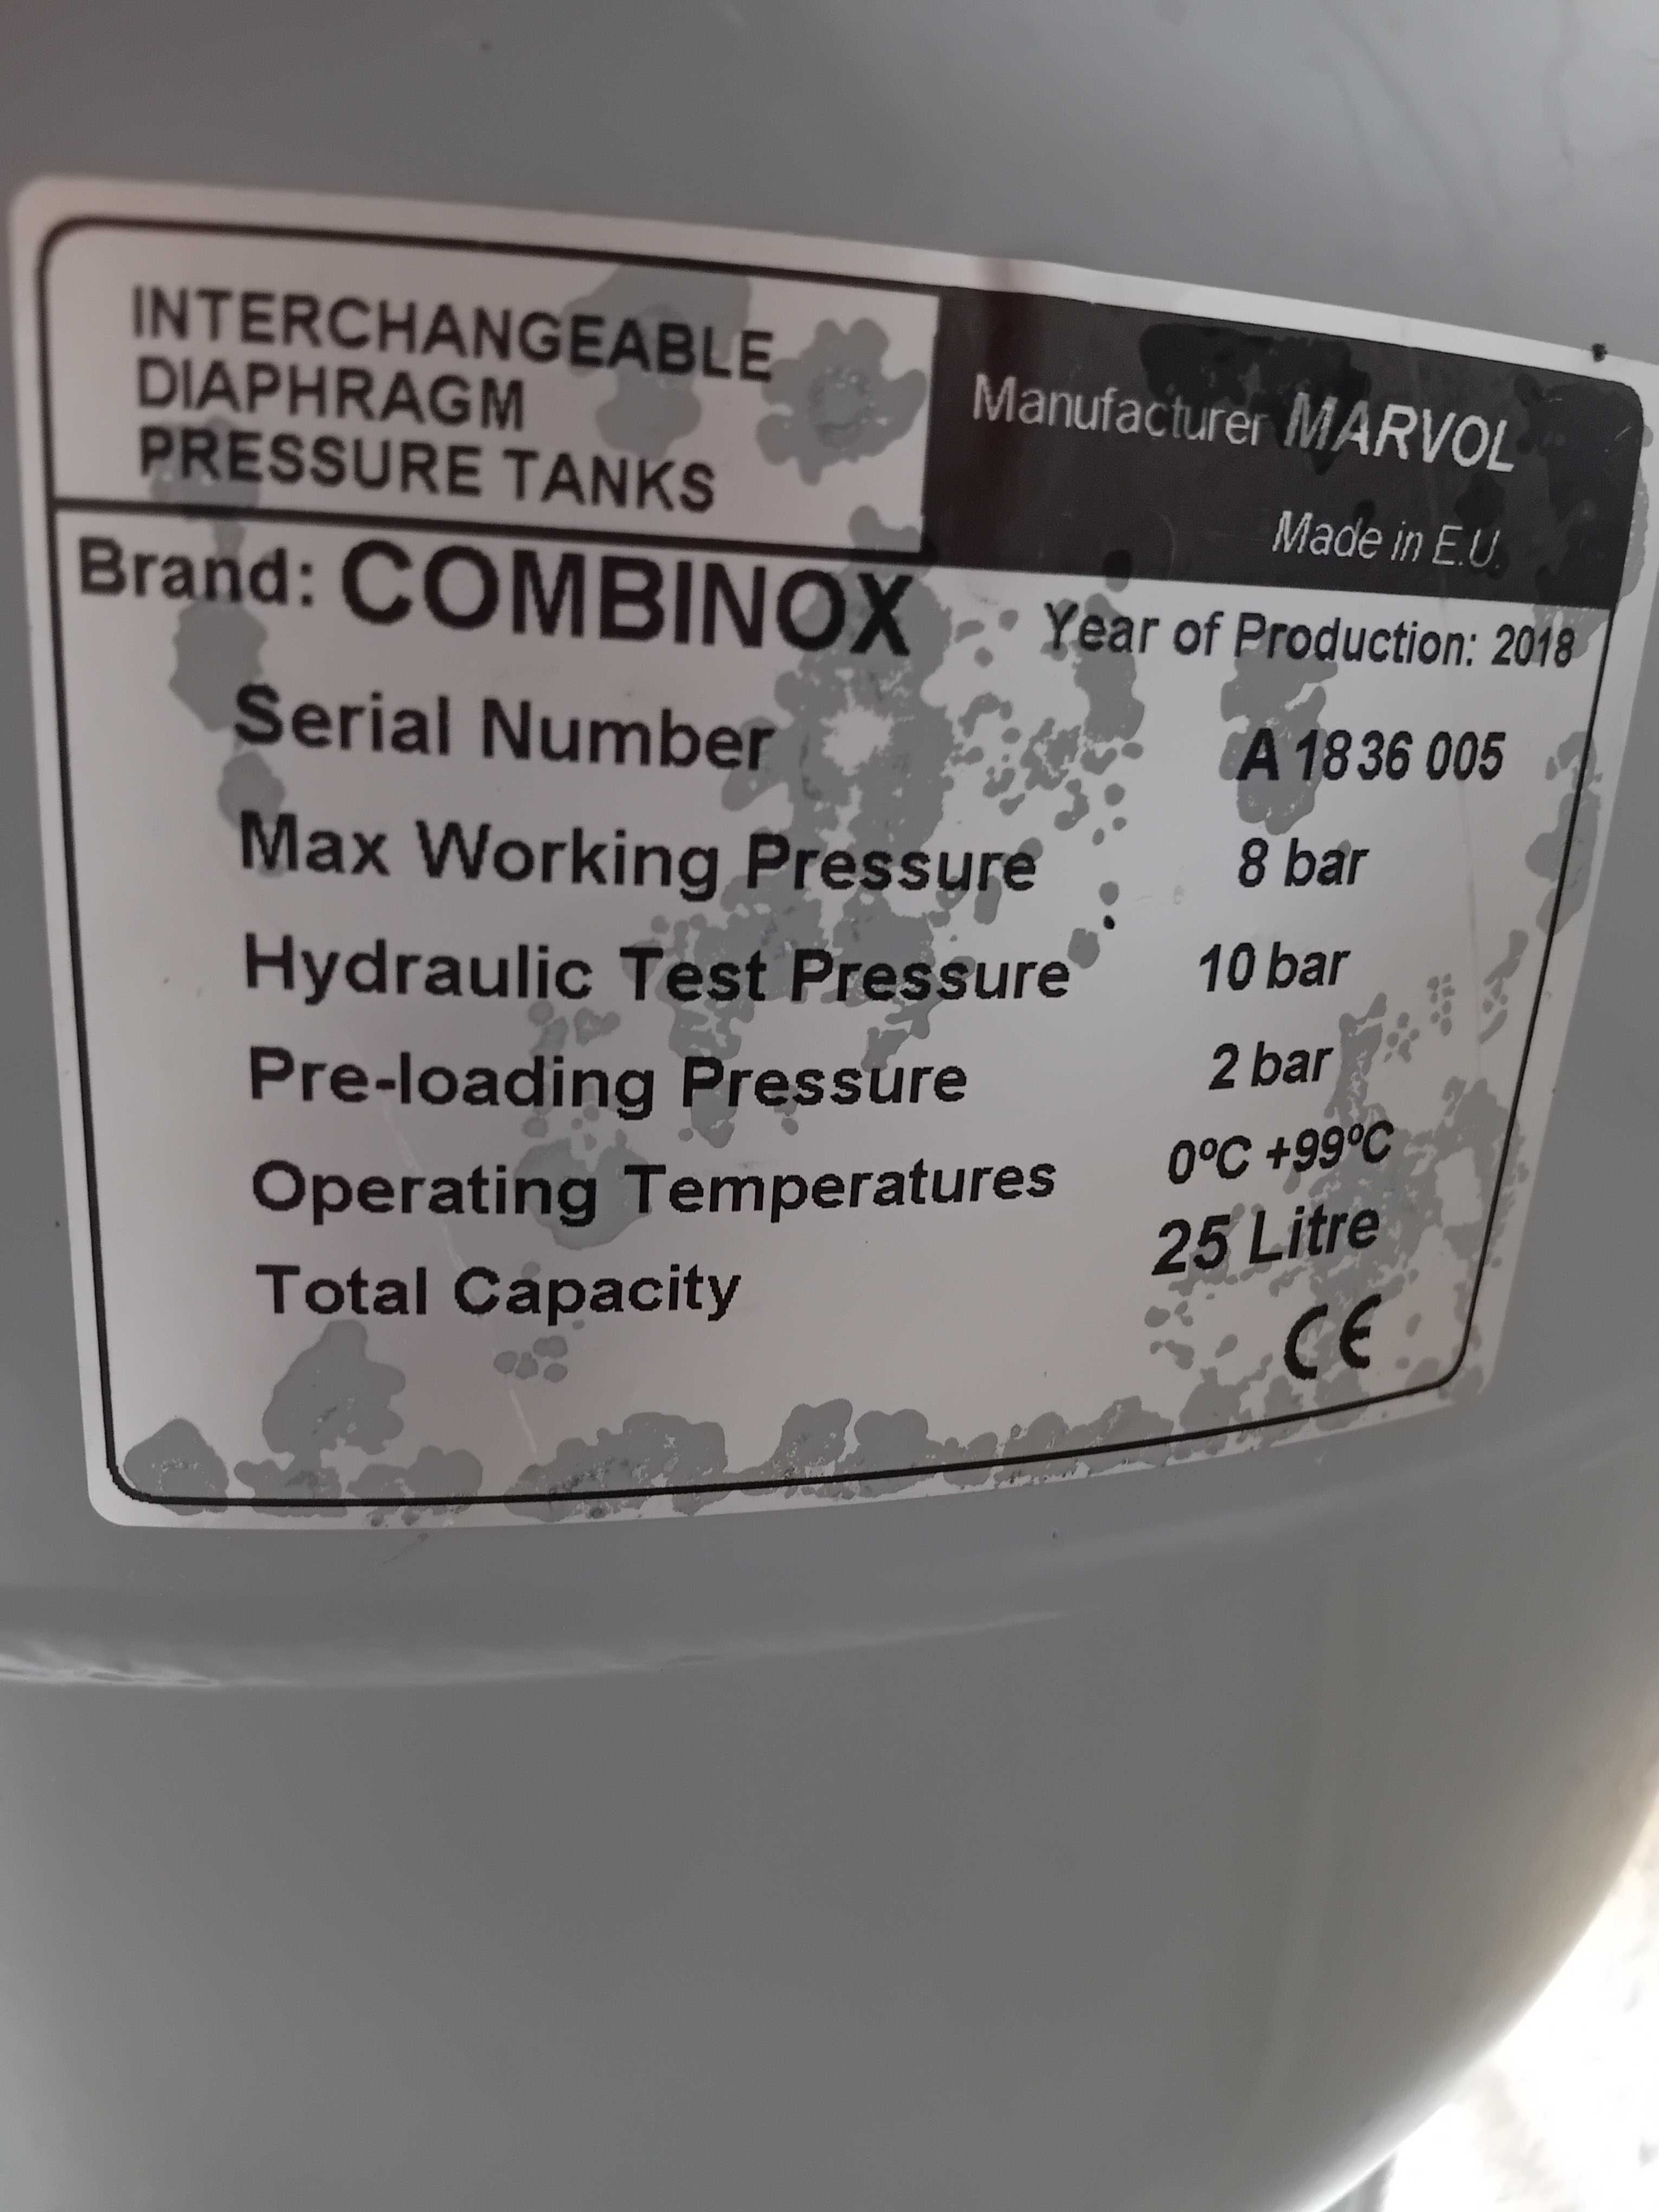 INTERCHANGEABLE
DIAPHRAGM
PRESSURE TANKS
Manufacturer MARVOL
Made in E.U.
Brand: COMBINOX
Year of Production: 2018
Serial Number A 18 36 005
Max Working Pressure 8 bar
Hydraulic Test Pressure 10 bar
Pre-loading Pressure 2 bar
Operating Temperatures 0ºC +99ºC
Total Capacity 25 Litre
CE